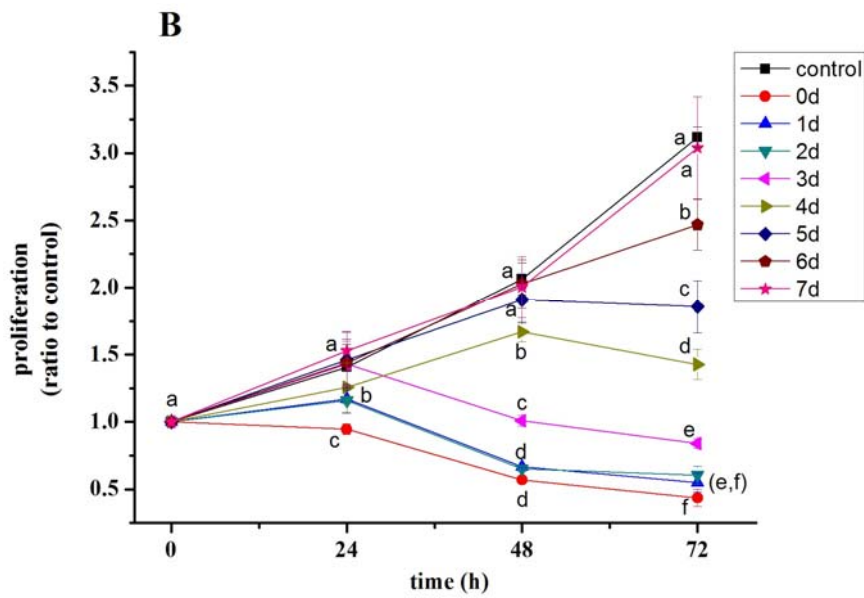 B
control
0d
1d
2d
3d
4d
5d
6d
7d
proliferation
(ratio to control)
3.5
3.0
2.5
2.0
1.5
1.0
0.5
a
a
b
c
a
a
b
c
d
d
a
a
b
c
d
e
(e,f)
f
0
24
48
72
time (h)